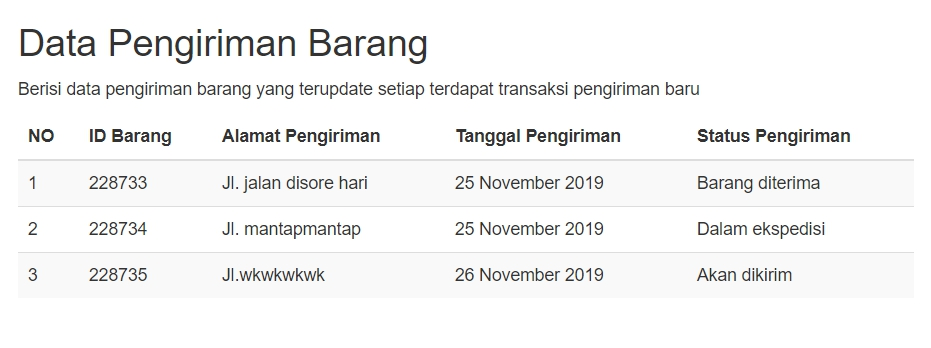 Data Pengiriman Barang
Berisi data pengiriman barang yang terupdate setiap terdapat transaksi pengiriman baru
NO ID Barang Alamat Pengiriman Tanggal Pengiriman Status Pengiriman
1 228733 Jl. jalan disore hari 25 November 2019 Barang diterima
2 228734 Jl. mantapmantap 25 November 2019 Dalam ekspedisi
3 228735 Jl.wkwkwkwk 26 November 2019 Akan dikirim